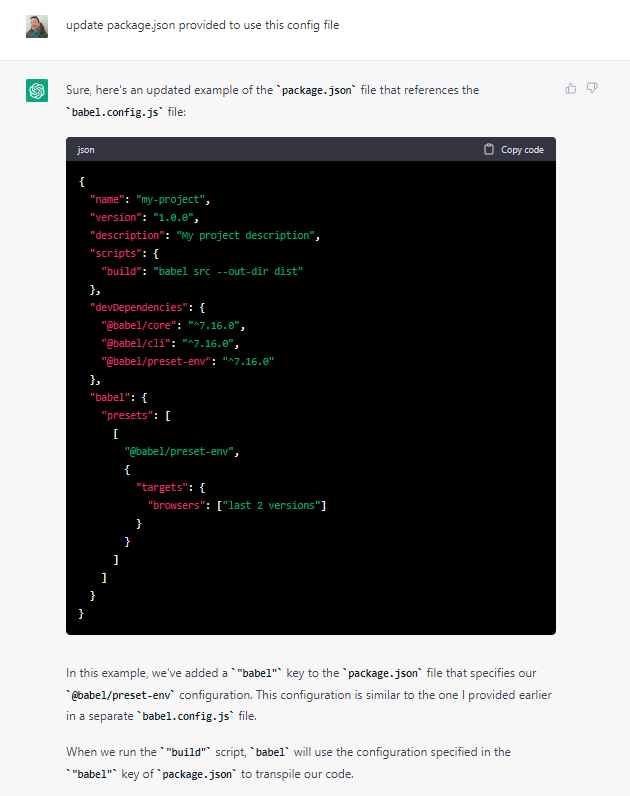 update package.json provided to use this config file
Sure, here's an updated example of the `package.json` file that references the
`babel.config.js` file:
json
Copy code
{
"name": "my-project",
"version": "1.0.0",
"description": "My project description",
"scripts": {
"build": "babel src --out-dir dist"
},
"devDependencies": {
"@babel/core": "^7.16.0",
"@babel/cli": "^7.16.0",
"@babel/preset-env": "^7.16.0"
},
"babel": {
"presets": [
[
"@babel/preset-env",
{
"targets": {
"browsers": ["last 2 versions"]
}
}
]
]
}
}
In this example, we've added a `"babel"` key to the `package.json` file that specifies our
`@babel/preset-env` configuration. This configuration is similar to the one I provided earlier
in a separate `babel.config.js` file.
When we run the `"build"` script, `babel` will use the configuration specified in the
`"babel"` key of `package.json` to transpile our code.